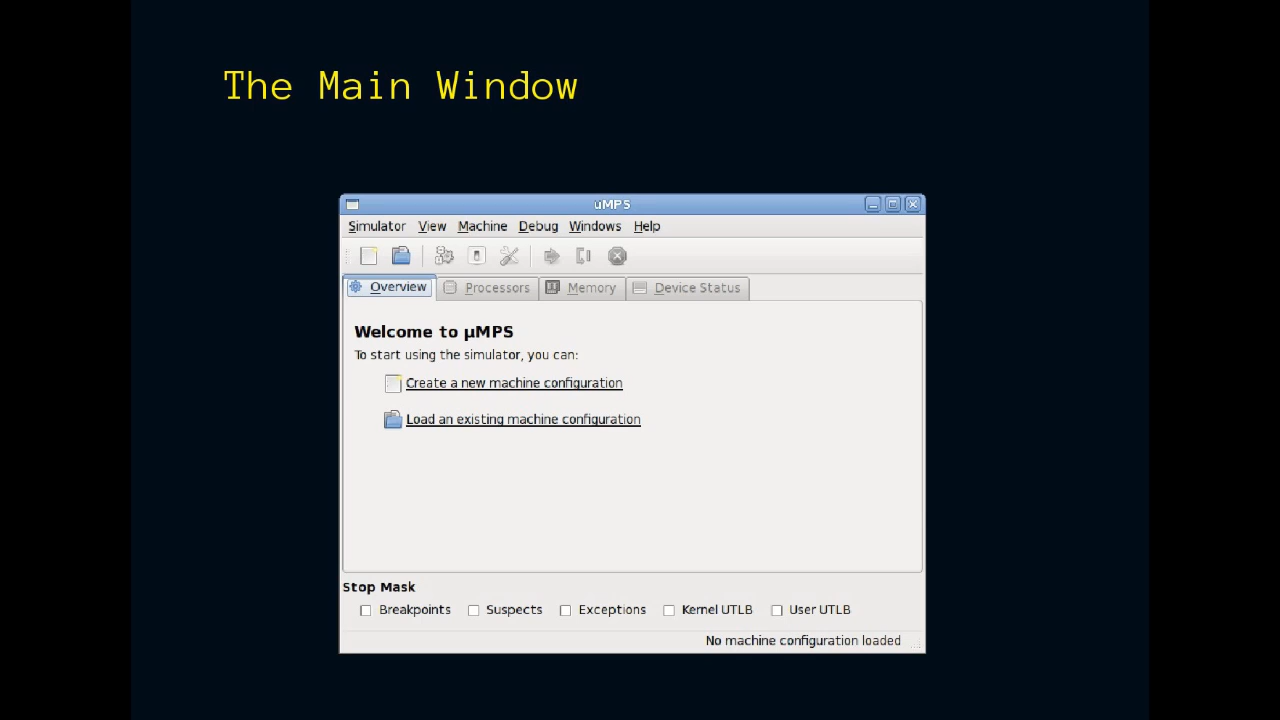 The Main Window
uMPS
Simulator View Machine Debug Windows Help
Overview Processors Memory Device Status
Welcome to µMPS
To start using the simulator, you can:
Create a new machine configuration
Load an existing machine configuration
Stop Mask
Breakpoints Suspects Exceptions Kernel UTLB User UTLB
No machine configuration loaded